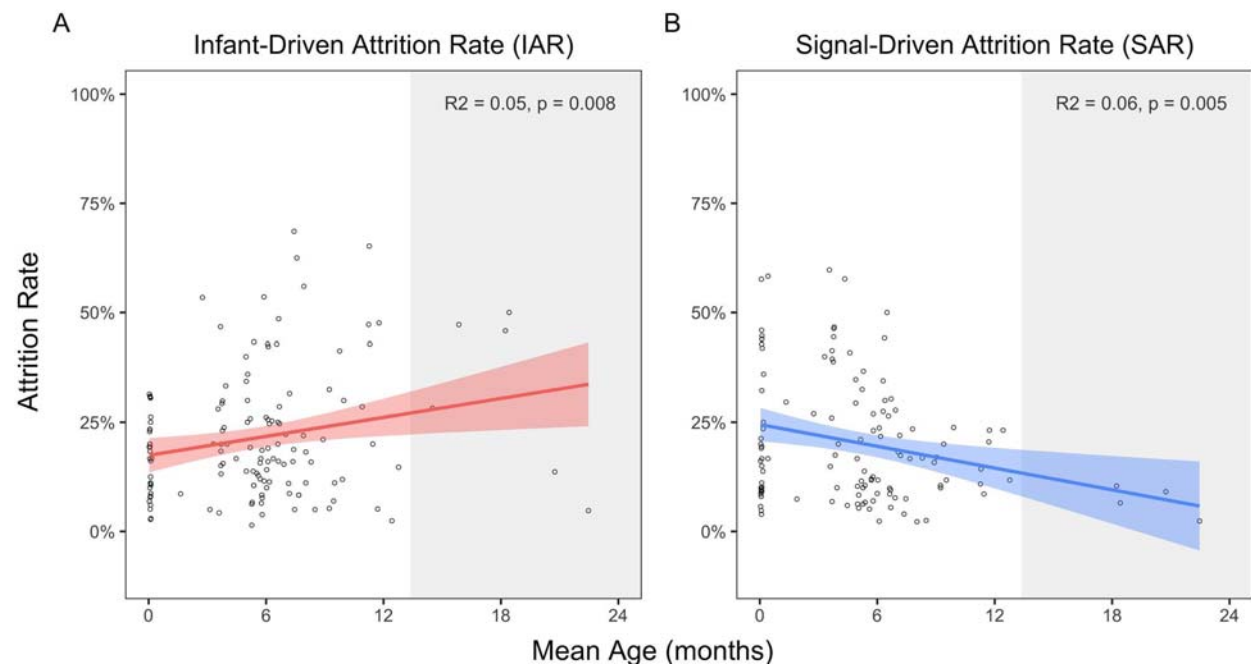 A
Infant-Driven Attrition Rate (IAR)
R2 = 0.05, p = 0.008
100%
75%
50%
25%
0%
0 6 12 18 24
B
Signal-Driven Attrition Rate (SAR)
R2 = 0.06, p = 0.005
100%
75%
50%
25%
0%
0 6 12 18 24
Attrition Rate
Mean Age (months)